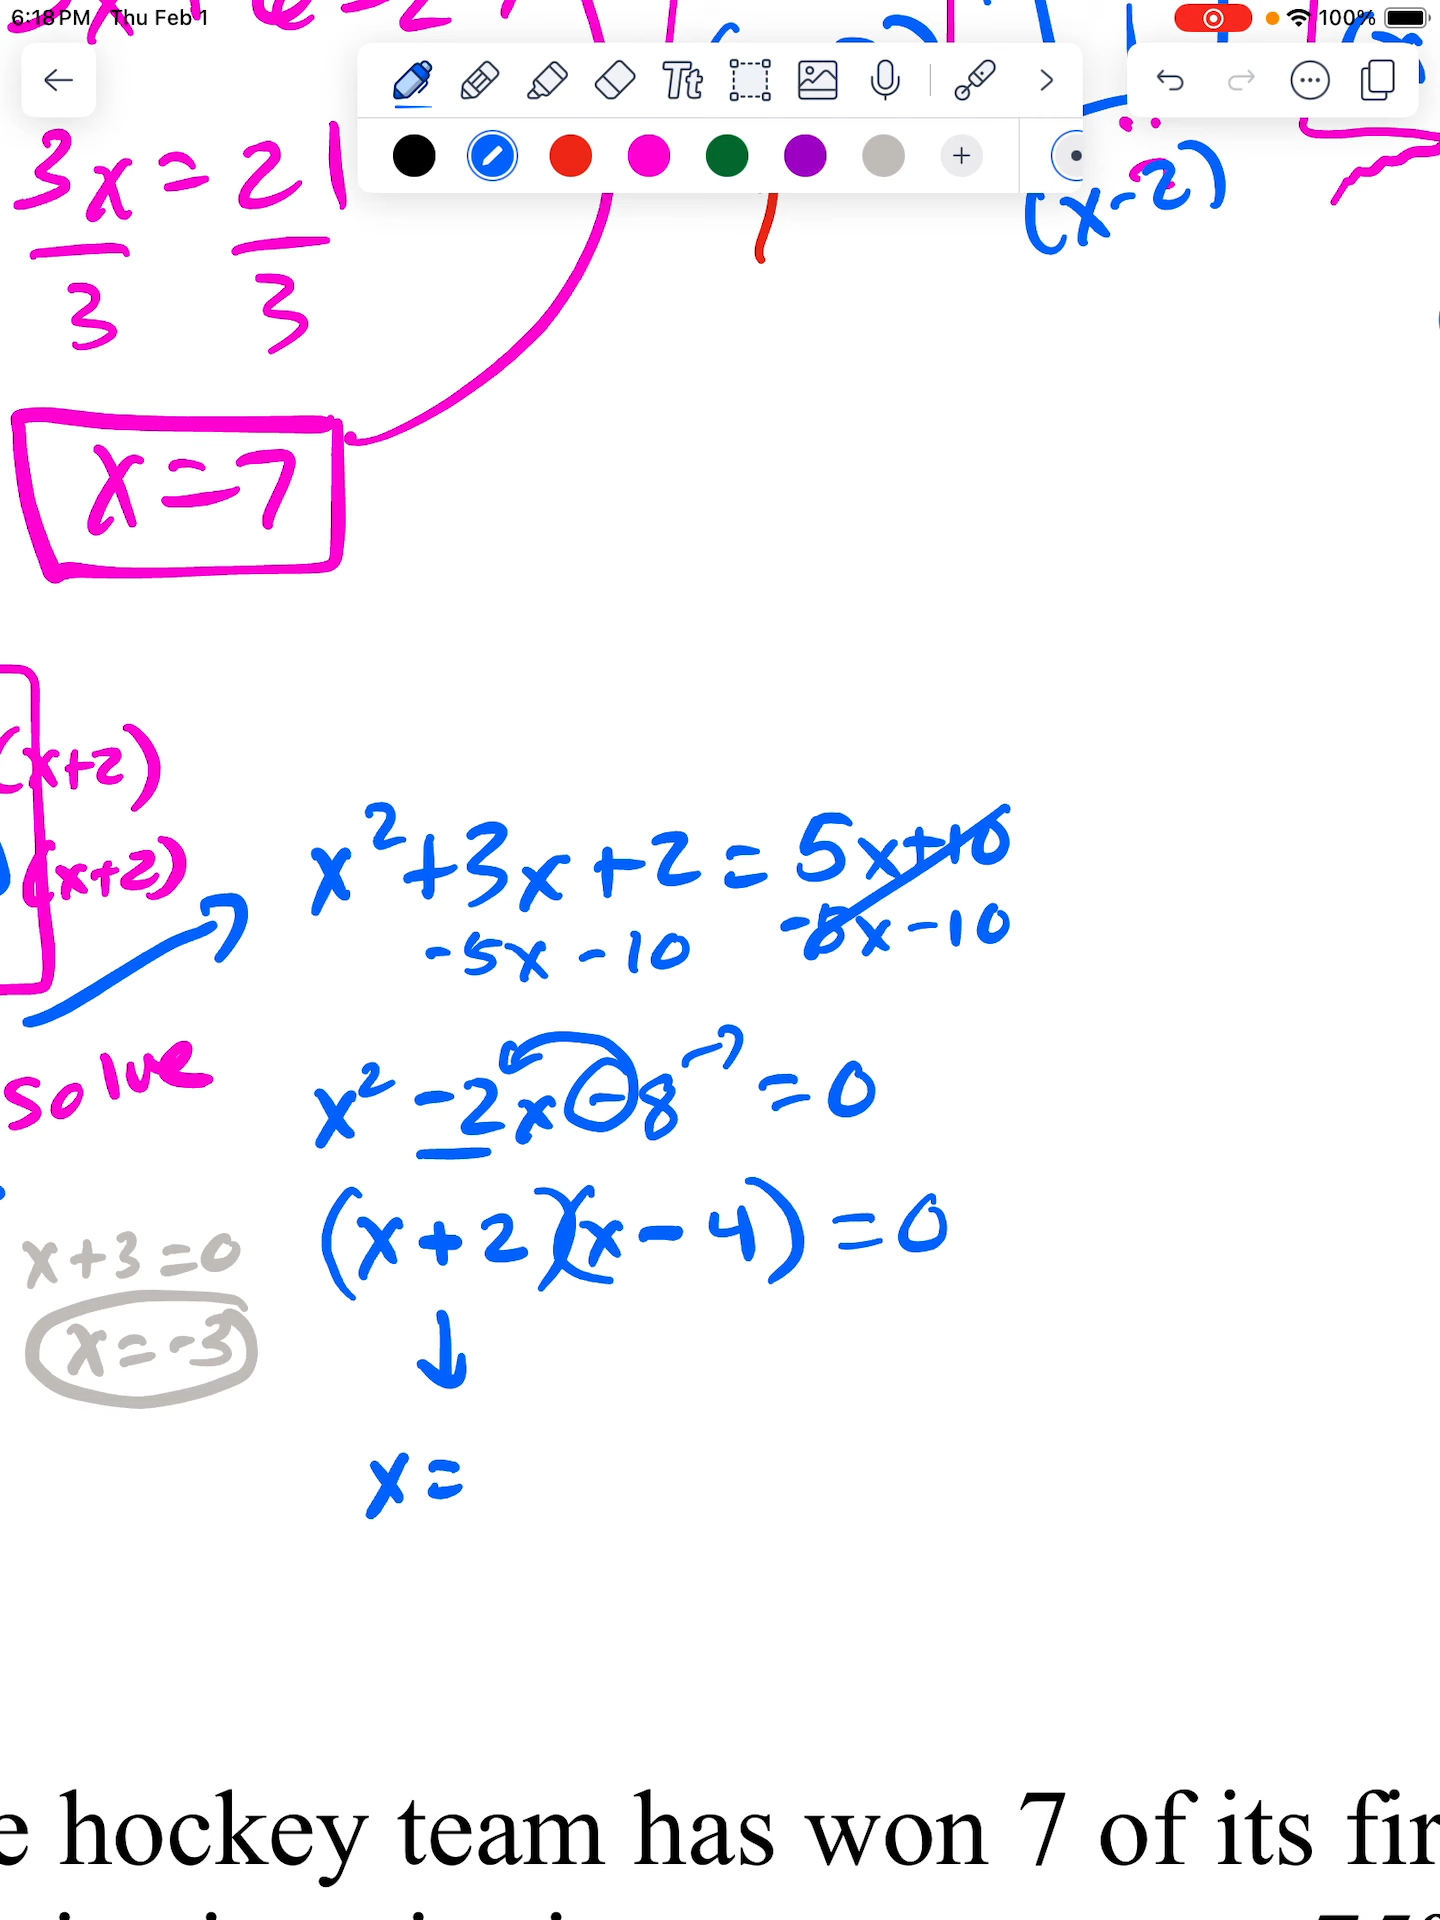 6:18 PM Thu Feb 1
100%
Tt
3x = 21
3 3
(x-2)
x = 7
(x+2)
(x+2)
x² + 3x + 2 = 5x + 10
-5x - 10 -5x - 10
solve
x² - 2x - 8 = 0
(x + 2)(x - 4) = 0
x + 3 = 0
x = -3
x =
e hockey team has won 7 of its fir